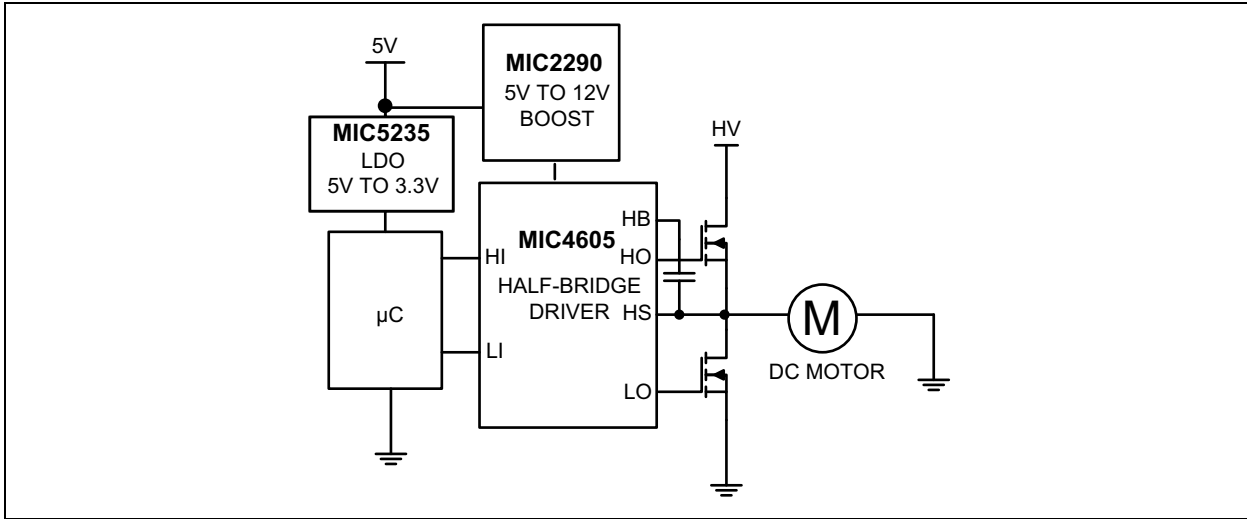 5V
MIC2290
5V TO 12V
BOOST
MIC5235
LDO
5V TO 3.3V
HV
µC
HI
LI
MIC4605
HALF-BRIDGE
DRIVER
HB
HO
HS
LO
M
DC MOTOR